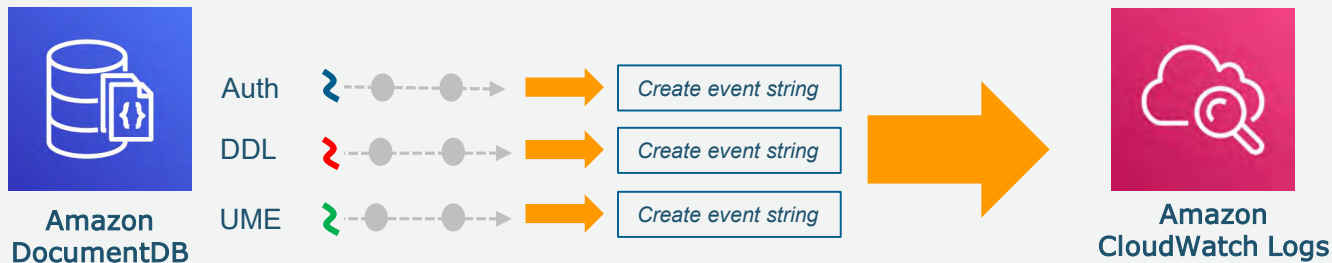 Auth
Create event string
DDL
Create event string
UME
Create event string
Amazon
DocumentDB
Amazon
CloudWatch Logs